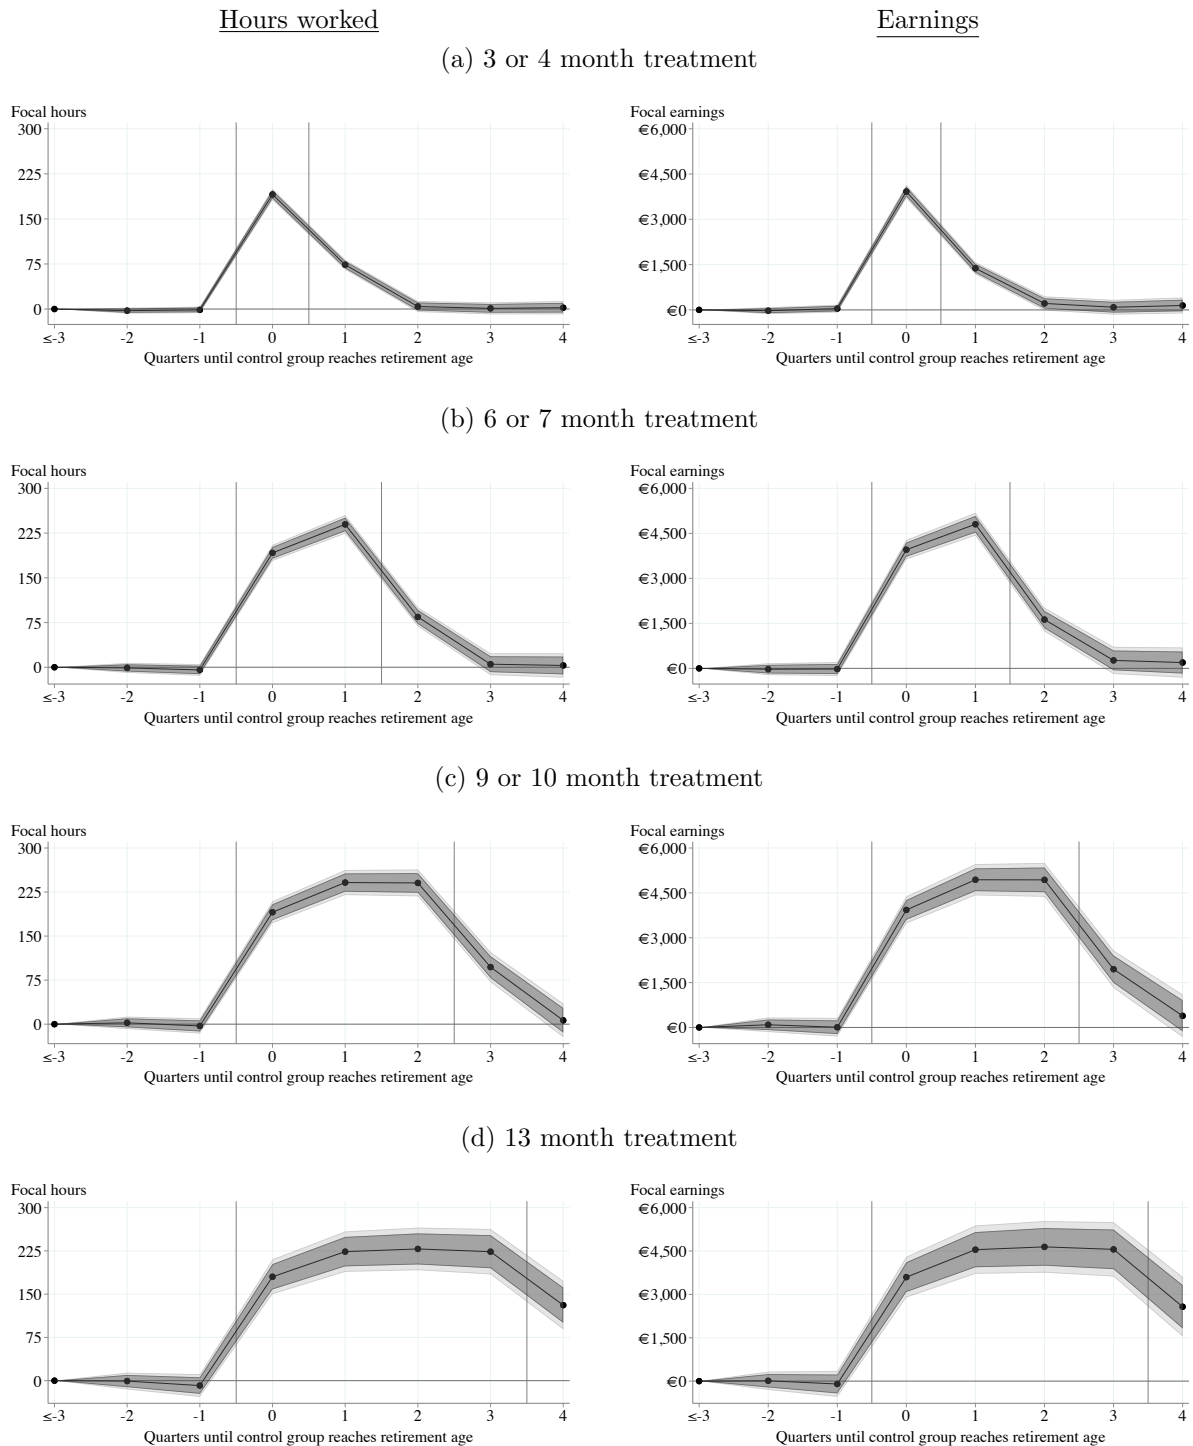 Hours worked
Earnings
(a) 3 or 4 month treatment
Focal hours
300
225
150
75
0
≤-3 -2 -1 0 1 2 3 4
Quarters until control group reaches retirement age
Focal earnings
€6,000
€4,500
€3,000
€1,500
€0
≤-3 -2 -1 0 1 2 3 4
Quarters until control group reaches retirement age
(b) 6 or 7 month treatment
Focal hours
300
225
150
75
0
≤-3 -2 -1 0 1 2 3 4
Quarters until control group reaches retirement age
Focal earnings
€6,000
€4,500
€3,000
€1,500
€0
≤-3 -2 -1 0 1 2 3 4
Quarters until control group reaches retirement age
(c) 9 or 10 month treatment
Focal hours
300
225
150
75
0
≤-3 -2 -1 0 1 2 3 4
Quarters until control group reaches retirement age
Focal earnings
€6,000
€4,500
€3,000
€1,500
€0
≤-3 -2 -1 0 1 2 3 4
Quarters until control group reaches retirement age
(d) 13 month treatment
Focal hours
300
225
150
75
0
≤-3 -2 -1 0 1 2 3 4
Quarters until control group reaches retirement age
Focal earnings
€6,000
€4,500
€3,000
€1,500
€0
≤-3 -2 -1 0 1 2 3 4
Quarters until control group reaches retirement age